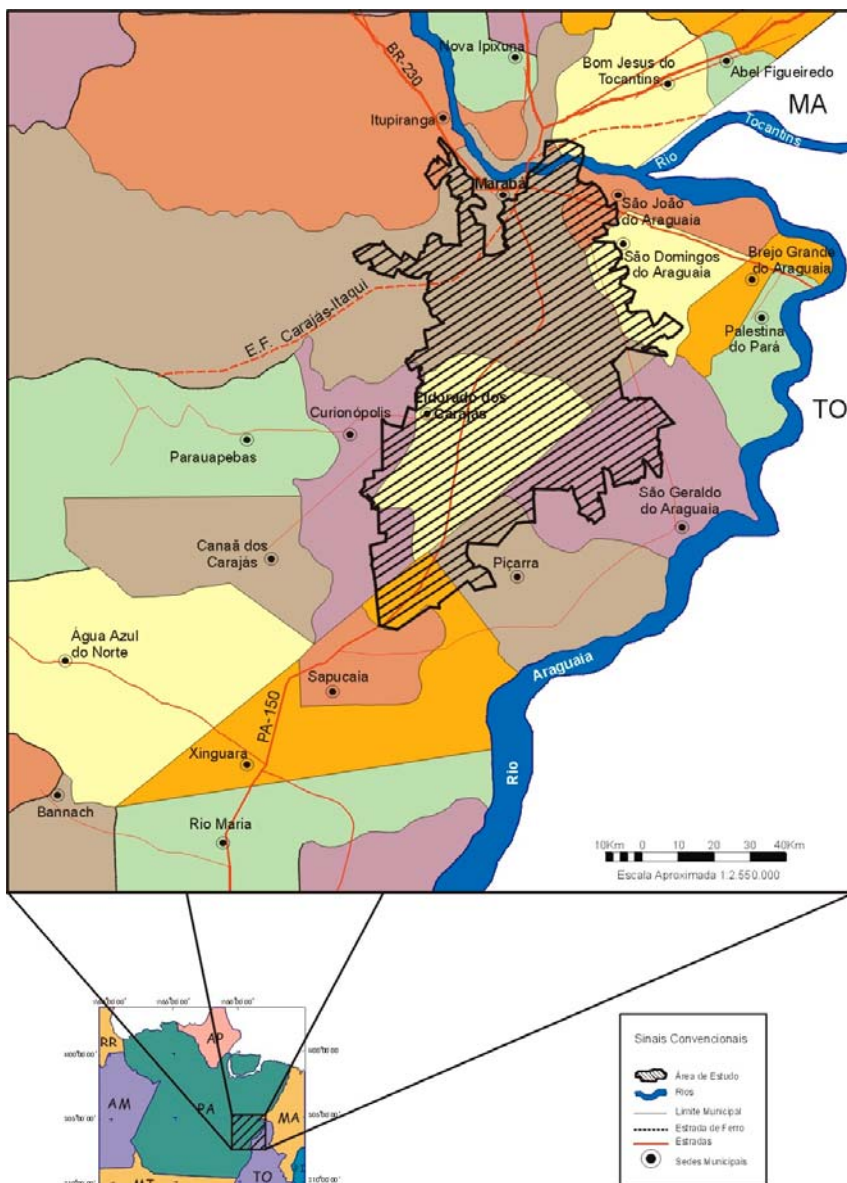 Nova Ipixuna
BR-230
Bom Jesus do
Tocantins
Abel Figueiredo
MA
Itupiranga
Rio
Tocantins
Marabá
São João
do Araguaia
São Domingos
do Araguaia
Brejo Grande
do Araguaia
E.F. Carajás-Itaqui
Palestina
do Pará
Eldorado dos
Carajás
Curionópolis
TO
Parauapebas
São Geraldo
do Araguaia
Canaã dos
Carajás
Piçarra
Água Azul
do Norte
Araguaia
Sapucaia
PA-150
Xinguara
Rio
Bannach
Rio Maria
10Km 0 10 20 30 40Km
Escala Aproximada 1:2.550.000
RR
AP
AM
PA
MA
TO
MT
Sinais Convencionais
Área de Estudo
Rios
Limite Municipal
Estrada de Ferro
Estradas
Sedes Municipais